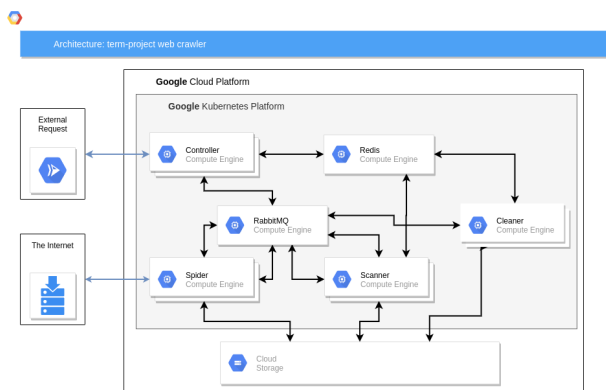 Architecture: term-project web crawler
Google Cloud Platform
Google Kubernetes Platform
External
Request
Controller
Compute Engine
Redis
Compute Engine
RabbitMQ
Compute Engine
Cleaner
Compute Engine
The Internet
Spider
Compute Engine
Scanner
Compute Engine
Cloud
Storage